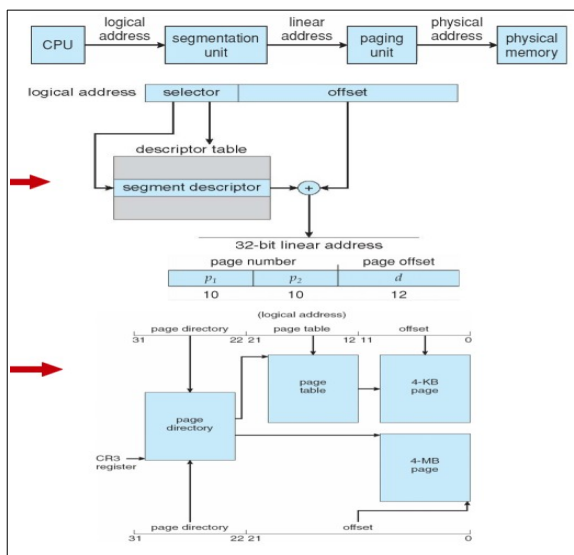 logical address
linear address
physical address
CPU
segmentation unit
paging unit
physical memory
logical address
selector
offset
descriptor table
segment descriptor
+
32-bit linear address
page number
page offset
p1
p2
d
10
10
12
(logical address)
page directory
page table
offset
31
22 21
12 11
0
page directory
page table
4-KB page
CR3 register
4-MB page
page directory
offset
31
22 21
0